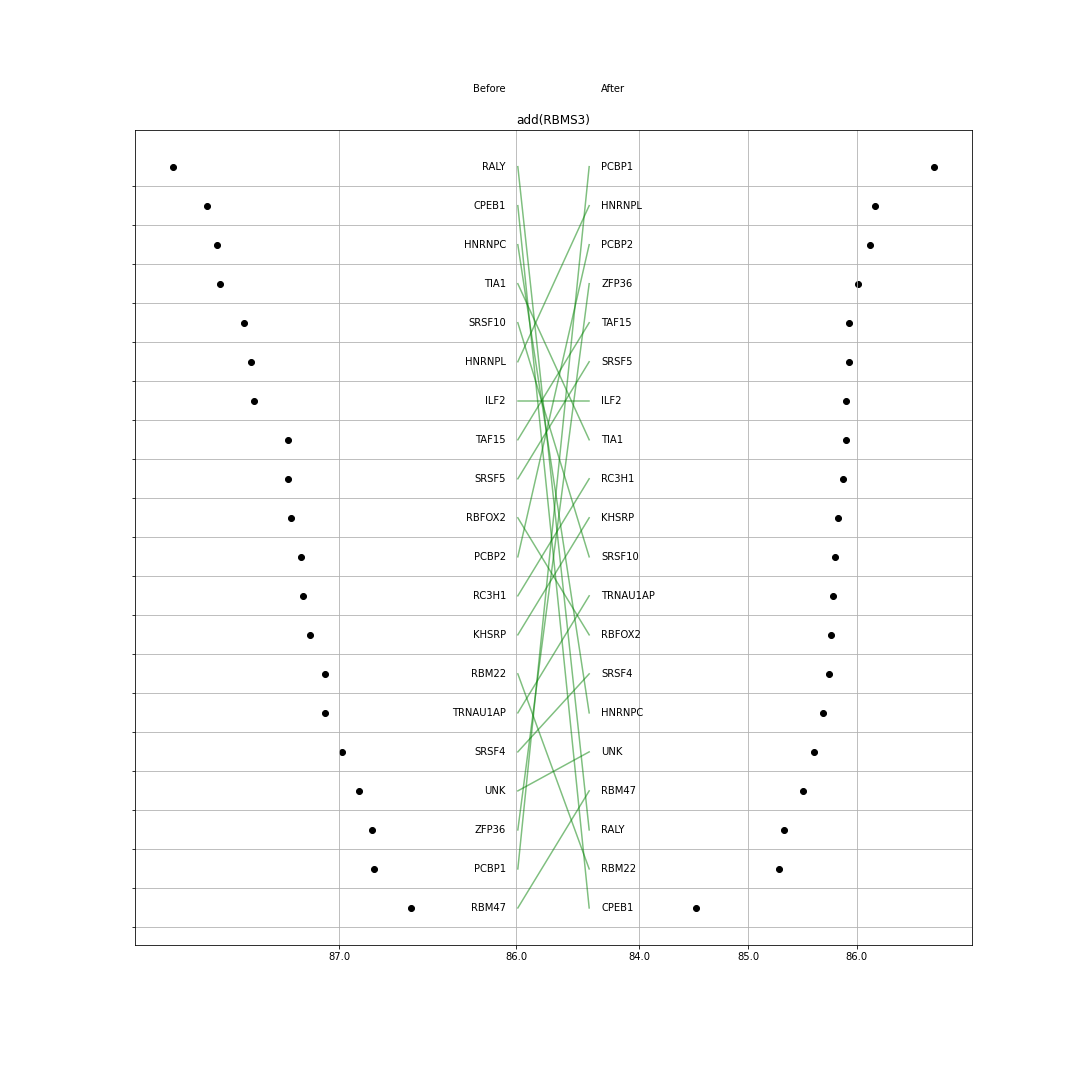 Before After
add(RBMS3)
RALY PCBP1
CPEB1 HNRNPL
HNRNPC PCBP2
TIA1 ZFP36
SRSF10 TAF15
HNRNPL SRSF5
ILF2 ILF2
TAF15 TIA1
SRSF5 RC3H1
RBFOX2 KHSRP
PCBP2 SRSF10
RC3H1 TRNAU1AP
KHSRP RBFOX2
RBM22 SRSF4
TRNAU1AP HNRNPC
SRSF4 UNK
UNK RBM47
ZFP36 RALY
PCBP1 RBM22
RBM47 CPEB1
87.0 86.0 84.0 85.0 86.0